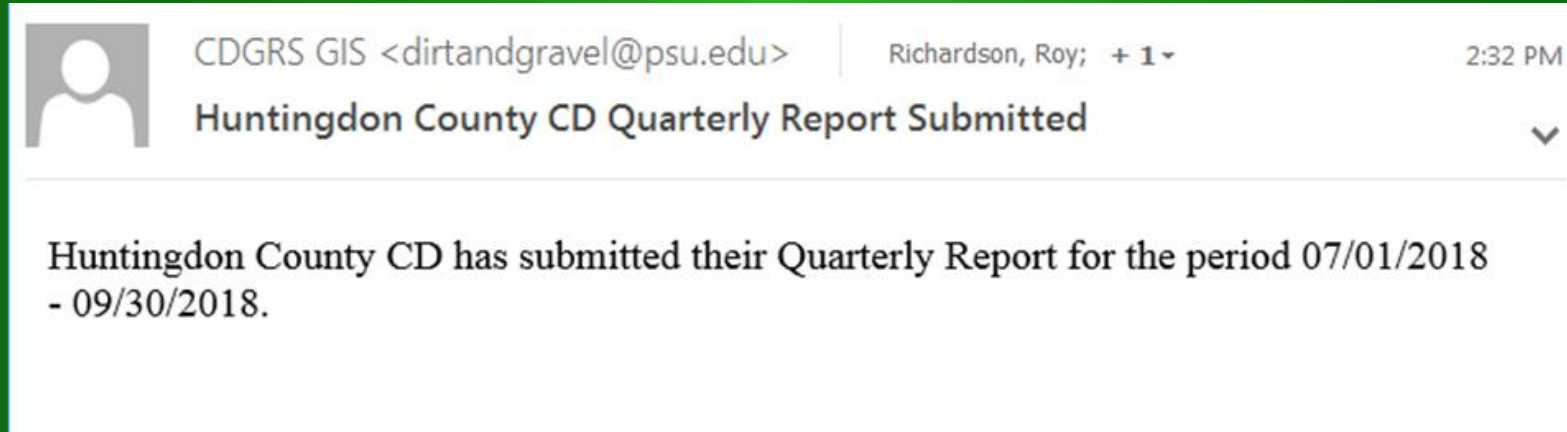 CDGRS GIS <dirtandgravel@psu.edu> Richardson, Roy; + 1 2:32 PM
Huntingdon County CD Quarterly Report Submitted
Huntingdon County CD has submitted their Quarterly Report for the period 07/01/2018
- 09/30/2018.